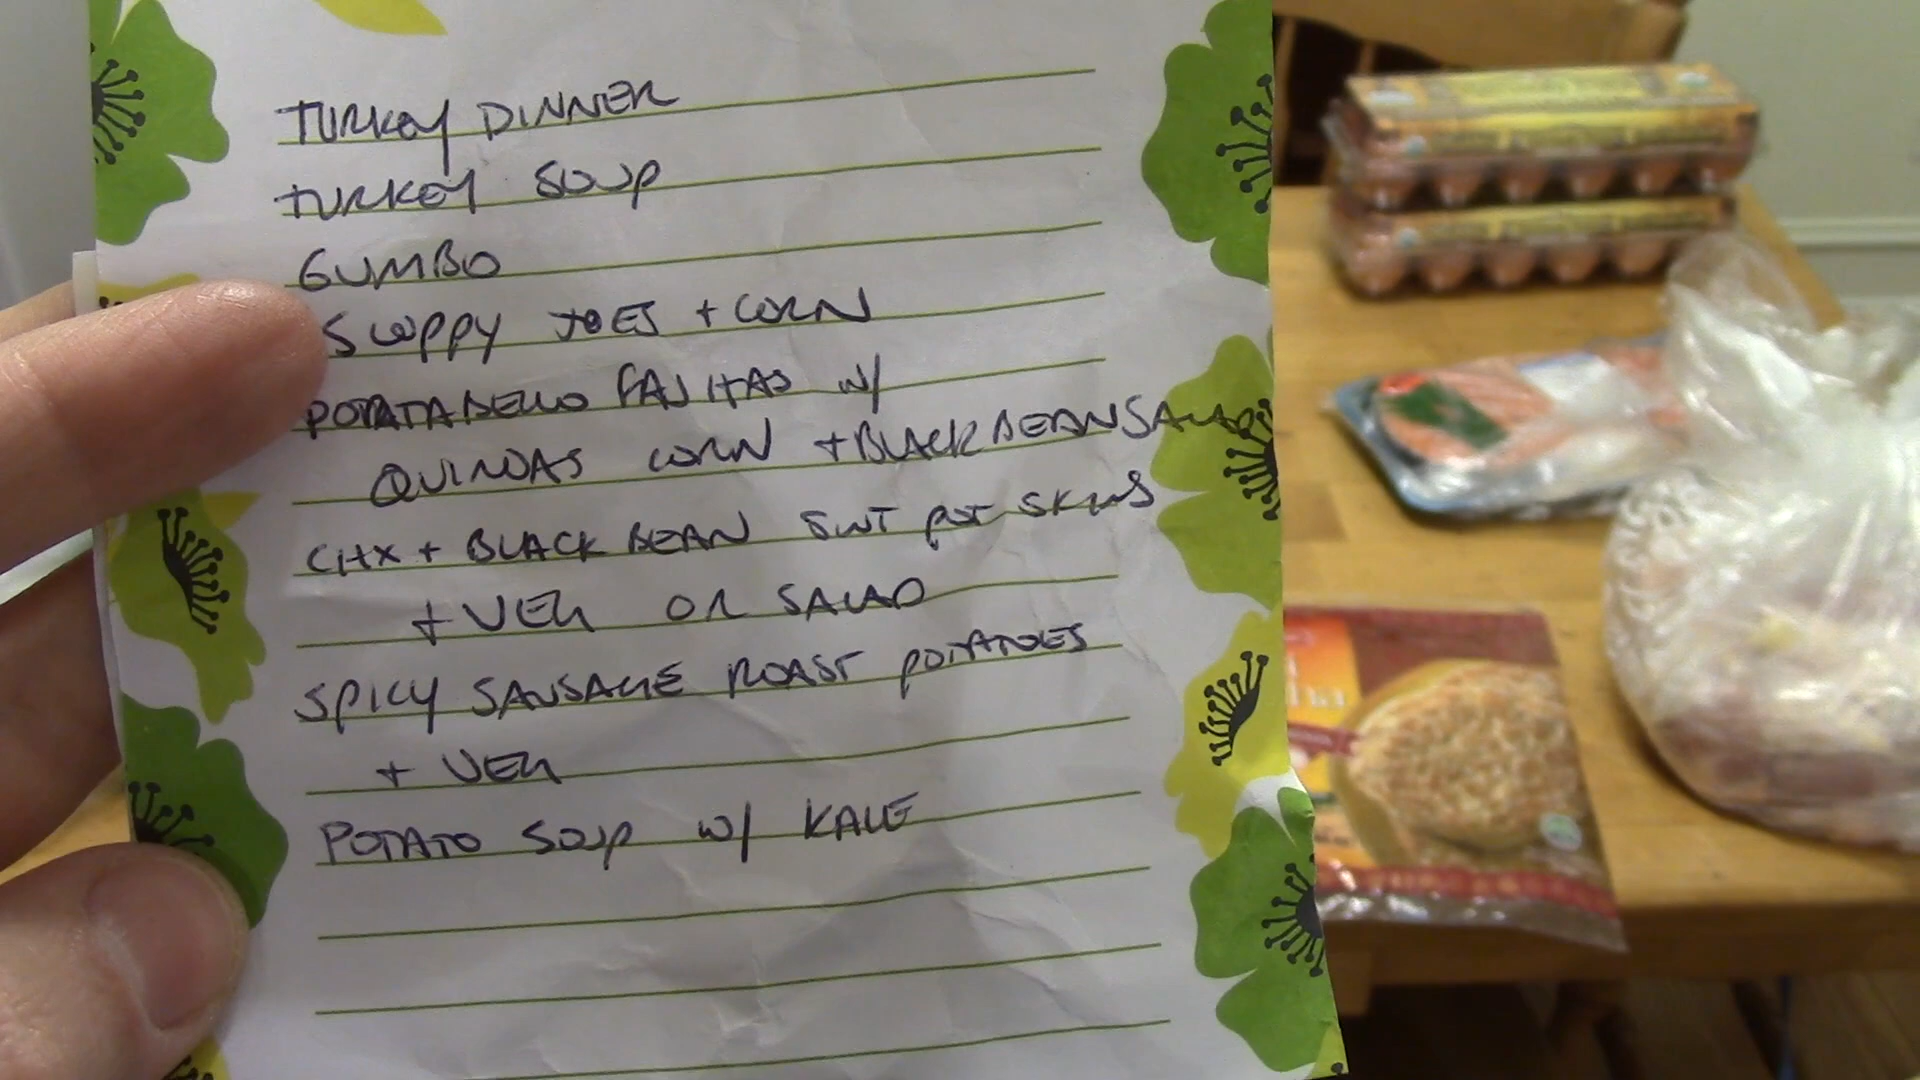 TURKEY DINNER
TURKEY SOUP
GUMBO
SLOPPY JOES + CORN
POTATABELLO FAJITAS W/
QUINOAS CORN + BLACK BEAN SALAD
CHX + BLACK BEAN SWT POT SKINS
+ VEG OR SALAD
SPICY SAUSAGE ROAST POTATOES
+ VEG
POTATO SOUP W/ KALE